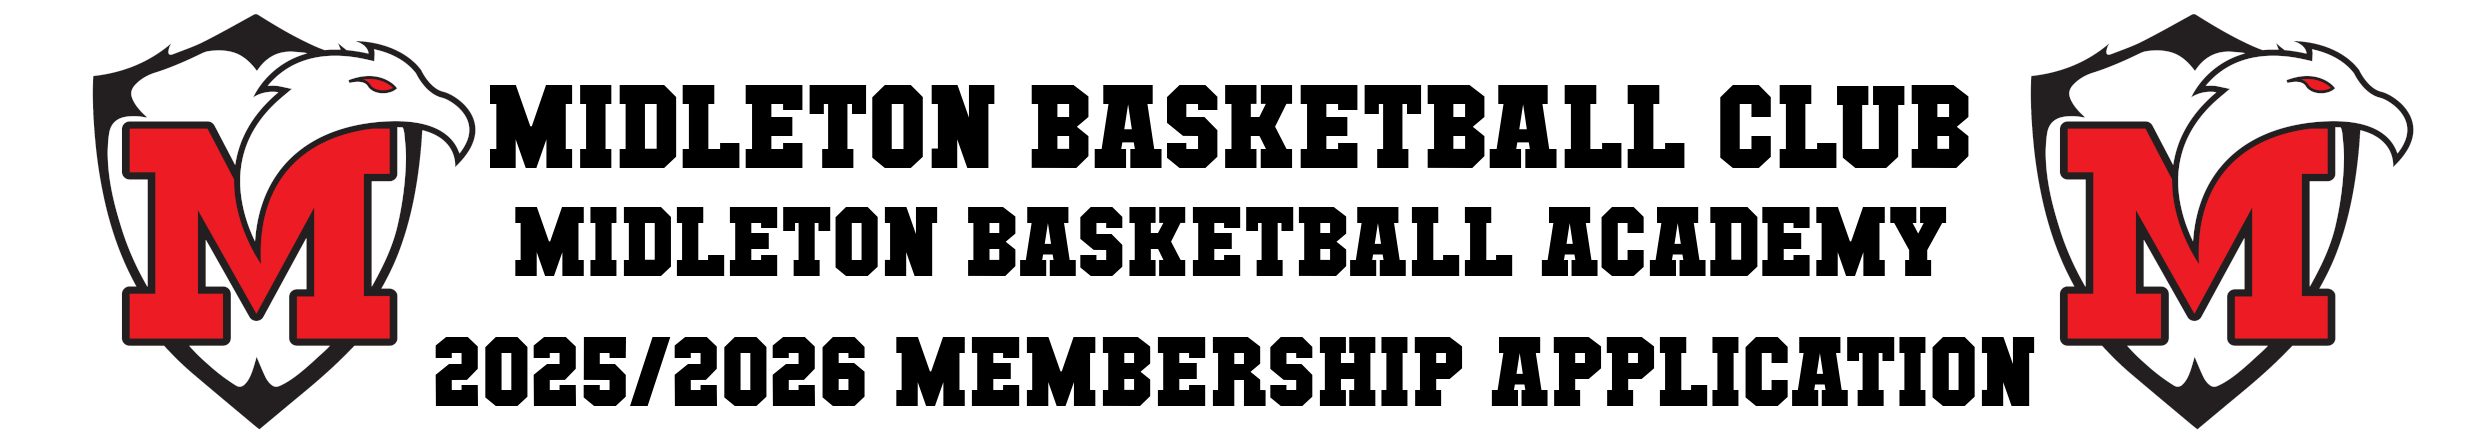 M MIDLETON BASKETBALL CLUB M
MIDLETON BASKETBALL ACADEMY
2025/2026 MEMBERSHIP APPLICATION